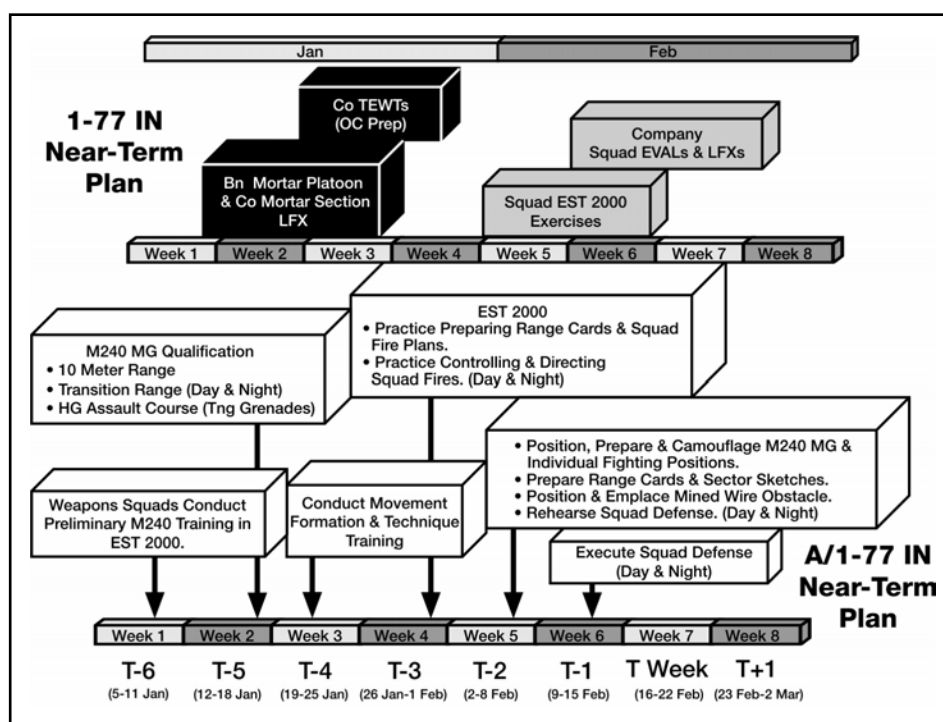 Jan
Feb
1-77 IN
Near-Term
Plan
Co TEWTs
(OC Prep)
Company
Squad EVALs & LFXs
Bn Mortar Platoon
& Co Mortar Section
LFX
Squad EST 2000
Exercises
Week 1
Week 2
Week 3
Week 4
Week 5
Week 6
Week 7
Week 8
M240 MG Qualification
• 10 Meter Range
• Transition Range (Day & Night)
• HG Assault Course (Tng Grenades)
EST 2000
• Practice Preparing Range Cards & Squad
Fire Plans.
• Practice Controlling & Directing
Squad Fires. (Day & Night)
Weapons Squads Conduct
Preliminary M240 Training in
EST 2000.
Conduct Movement
Formation & Technique
Training
• Position, Prepare & Camouflage M240 MG &
Individual Fighting Positions.
• Prepare Range Cards & Sector Sketches.
• Position & Emplace Mined Wire Obstacle.
• Rehearse Squad Defense. (Day & Night)
Execute Squad Defense
(Day & Night)
A/1-77 IN
Near-Term
Plan
Week 1
Week 2
Week 3
Week 4
Week 5
Week 6
Week 7
Week 8
T-6
T-5
T-4
T-3
T-2
T-1
T Week
T+1
(5-11 Jan)
(12-18 Jan)
(19-25 Jan)
(26 Jan-1 Feb)
(2-8 Feb)
(9-15 Feb)
(16-22 Feb)
(23 Feb-2 Mar)